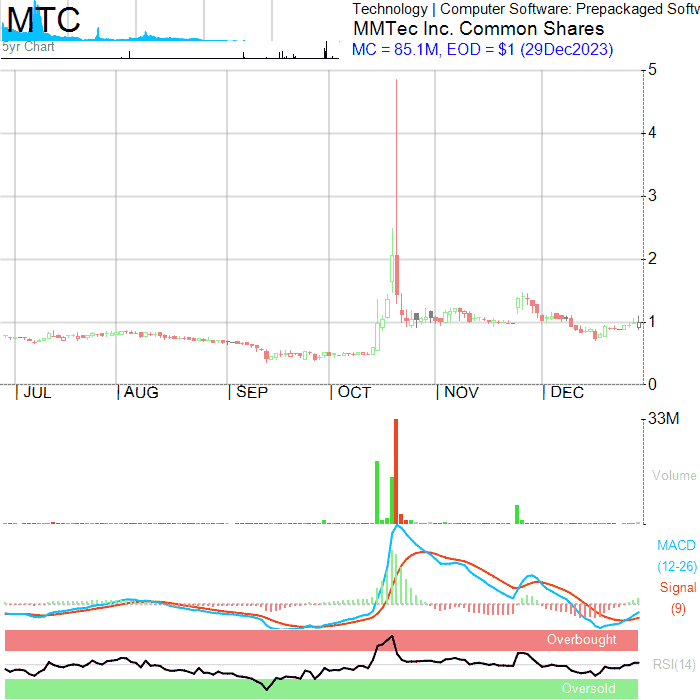 MTC
5yr Chart
Technology | Computer Software: Prepackaged Softw
MMTec Inc. Common Shares
MC = 85.1M, EOD = $1 (29Dec2023)
5
4
3
2
1
0
| JUL | AUG | SEP | OCT | NOV | DEC
33M
Volume
MACD
(12-26)
Signal
(9)
Overbought
RSI(14)
Oversold